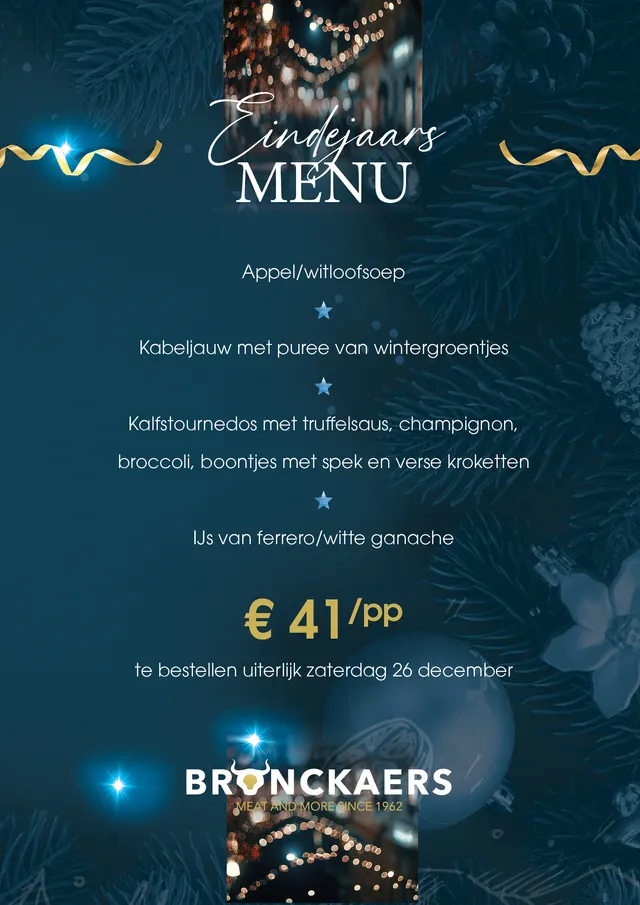 Eindejaars
MENU
Appel/witloofsoep
Kabeljauw met puree van wintergroentjes
Kalfstournedos met truffelsaus, champignon,
broccoli, boontjes met spek en verse kroketten
IJs van ferrero/witte ganache
€ 41/pp
te bestellen uiterlijk zaterdag 26 december
BRONCKAERS
MEAT AND MORE SINCE 1962